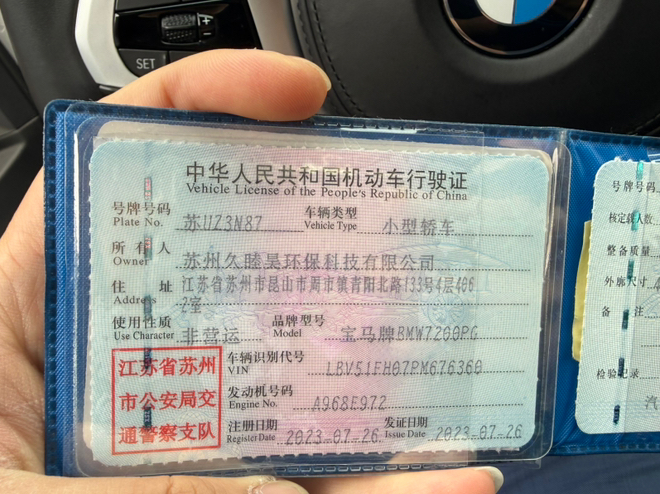 SET
中华人民共和国机动车行驶证
Vehicle License of the People's Republic of China
号牌号码 苏UZ3N87 车辆类型 小型轿车
Plate No. Vehicle Type
所有人 苏州久睦昊环保科技有限公司
Owner
住址 江苏省苏州市昆山市周市镇青阳北路133号4层406
Address 2室
使用性质 非营运 品牌型号 宝马牌BMW7200PG
Use Character Model
江苏省苏州
市公安局交
通警察支队
车辆识别代号 LBV51FH07PM676360
VIN
发动机号码 A968E972
Engine No.
注册日期 2023-07-26 发证日期 2023-07-26
Register Date Issue Date
号牌号码
核定载人数
整备质量
外廓尺寸
备 注
检验记录
汽